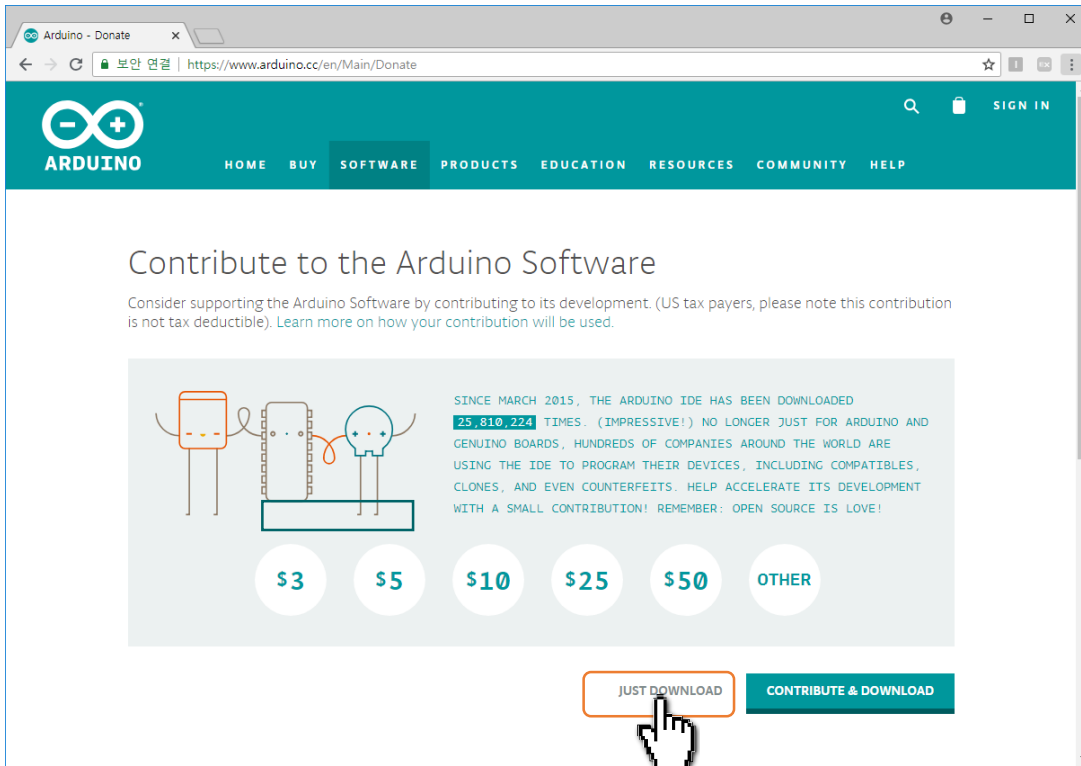 Arduino - Donate
보안 연결 | https://www.arduino.cc/en/Main/Donate
SIGN IN
ARDUINO
HOME BUY SOFTWARE PRODUCTS EDUCATION RESOURCES COMMUNITY HELP
Contribute to the Arduino Software
Consider supporting the Arduino Software by contributing to its development. (US tax payers, please note this contribution
is not tax deductible). Learn more on how your contribution will be used.
SINCE MARCH 2015, THE ARDUINO IDE HAS BEEN DOWNLOADED
25,810,224 TIMES. (IMPRESSIVE!) NO LONGER JUST FOR ARDUINO AND
GENUINO BOARDS, HUNDREDS OF COMPANIES AROUND THE WORLD ARE
USING THE IDE TO PROGRAM THEIR DEVICES, INCLUDING COMPATIBLES,
CLONES, AND EVEN COUNTERFEITS. HELP ACCELERATE ITS DEVELOPMENT
WITH A SMALL CONTRIBUTION! REMEMBER: OPEN SOURCE IS LOVE!
$3 $5 $10 $25 $50 OTHER
JUST DOWNLOAD CONTRIBUTE & DOWNLOAD